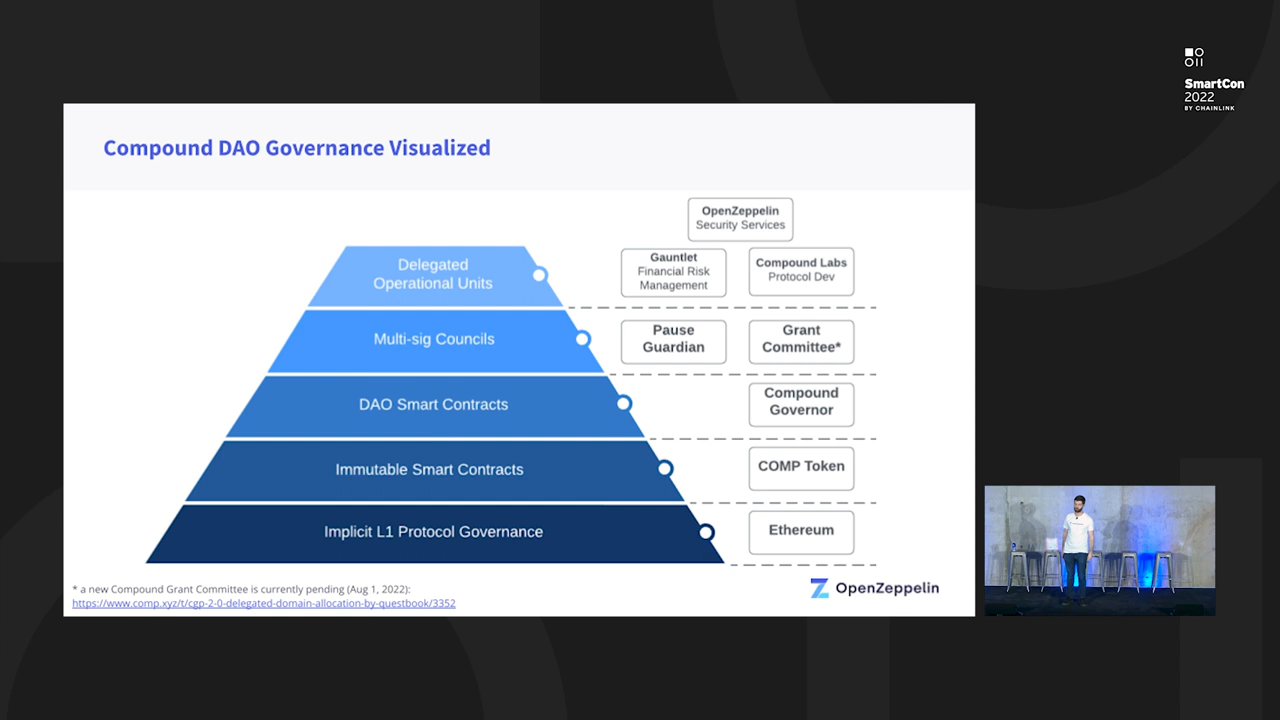 SmartCon
2022
BY CHAINLINK
Compound DAO Governance Visualized
OpenZeppelin
Security Services
Delegated
Operational Units
Gauntlet
Financial Risk
Management
Compound Labs
Protocol Dev
Multi-sig Councils
Pause
Guardian
Grant
Committee*
DAO Smart Contracts
Compound
Governor
Immutable Smart Contracts
COMP Token
Implicit L1 Protocol Governance
Ethereum
* a new Compound Grant Committee is currently pending (Aug 1, 2022):
https://www.comp.xyz/t/cgp-2-0-delegated-domain-allocation-by-questbook/3352
OpenZeppelin